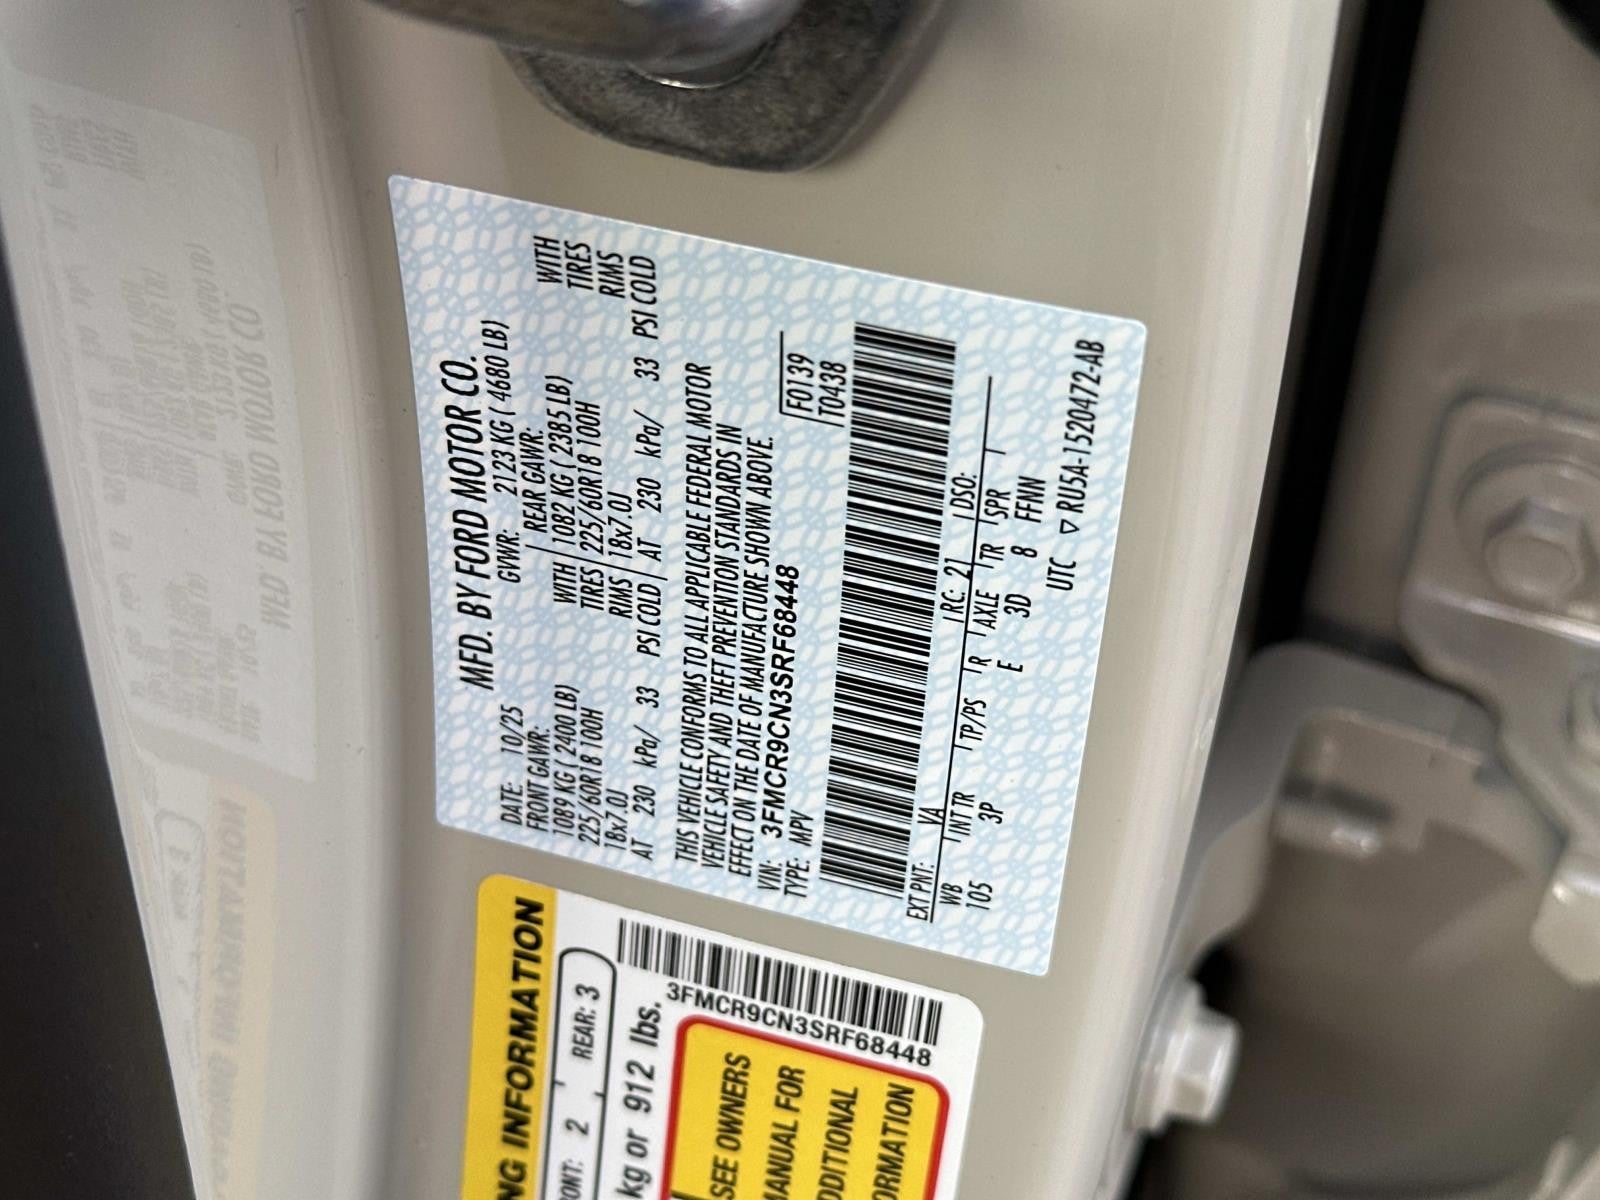 MFD. BY FORD MOTOR CO.
DATE: 10/25 GVWR: 2123 KG ( 4680 LB)
FRONT GAWR: REAR GAWR:
1089 KG ( 2400 LB) WITH 1082 KG ( 2385 LB) WITH
225/60R18 100H TIRES 225/60R18 100H TIRES
18x7.0J RIMS 18x7.0J RIMS
AT 230 kPa/ 33 PSI COLD AT 230 kPa/ 33 PSI COLD
THIS VEHICLE CONFORMS TO ALL APPLICABLE FEDERAL MOTOR
VEHICLE SAFETY AND THEFT PREVENTION STANDARDS IN
EFFECT ON THE DATE OF MANUFACTURE SHOWN ABOVE.
VIN: 3FMCR9CN3SRF68448
TYPE: MPV
F0139
T0438
EXT PNT: VA RC: 21 DSO:
WB INT TR TP/PS R AXLE TR SPR
105 3P E 3D 8 FFNN
UTC ▽ RU5A-1520472-AB
NG INFORMATION
ONT: 2 REAR: 3
kg or 912 lbs.
3FMCR9CN3SRF68448
SEE OWNERS
MANUAL FOR
DDITIONAL
ORMATION